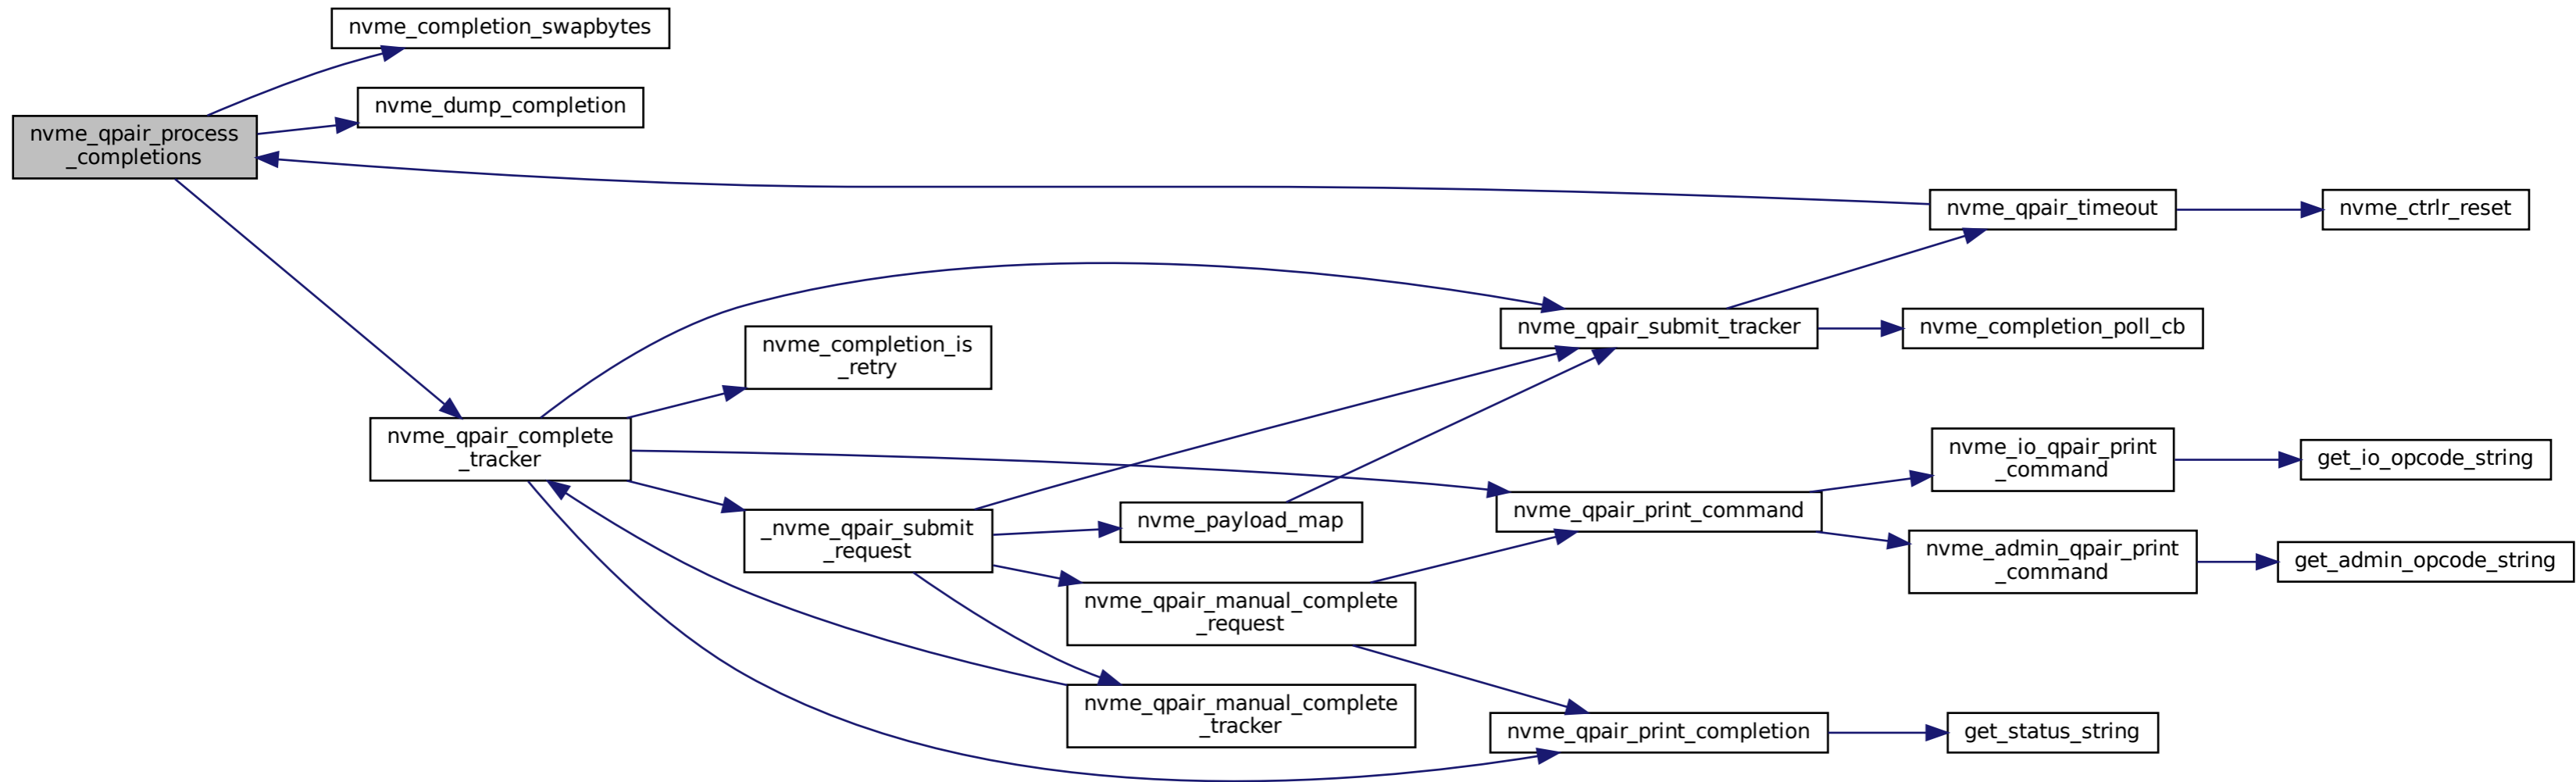 nvme_completion_swapbytes
nvme_dump_completion
nvme_qpair_process
_completions
nvme_qpair_timeout
nvme_ctrlr_reset
nvme_qpair_submit_tracker
nvme_completion_poll_cb
nvme_completion_is
_retry
nvme_qpair_complete
_tracker
nvme_io_qpair_print
_command
get_io_opcode_string
_nvme_qpair_submit
_request
nvme_payload_map
nvme_qpair_print_command
nvme_admin_qpair_print
_command
get_admin_opcode_string
nvme_qpair_manual_complete
_request
nvme_qpair_manual_complete
_tracker
nvme_qpair_print_completion
get_status_string